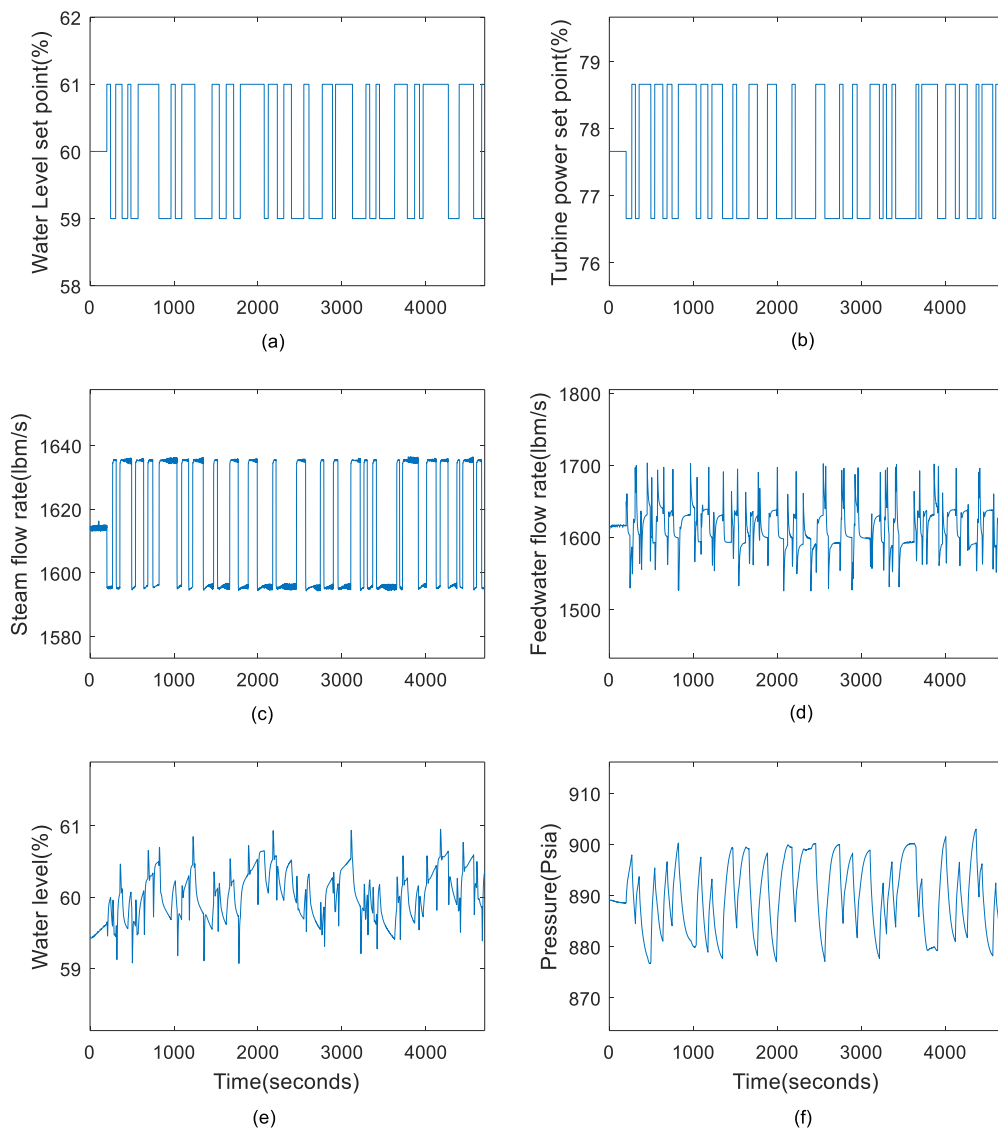 Water Level set point(%)
62
61
60
59
58
0 1000 2000 3000 4000
(a)
Turbine power set point(%)
79
78
77
76
0 1000 2000 3000 4000
(b)
Steam flow rate(lbm/s)
1640
1620
1600
1580
0 1000 2000 3000 4000
(c)
Feedwater flow rate(lbm/s)
1800
1700
1600
1500
0 1000 2000 3000 4000
(d)
Water level(%)
61
60
59
0 1000 2000 3000 4000
Time(seconds)
(e)
Pressure(Psia)
910
900
890
880
870
0 1000 2000 3000 4000
Time(seconds)
(f)